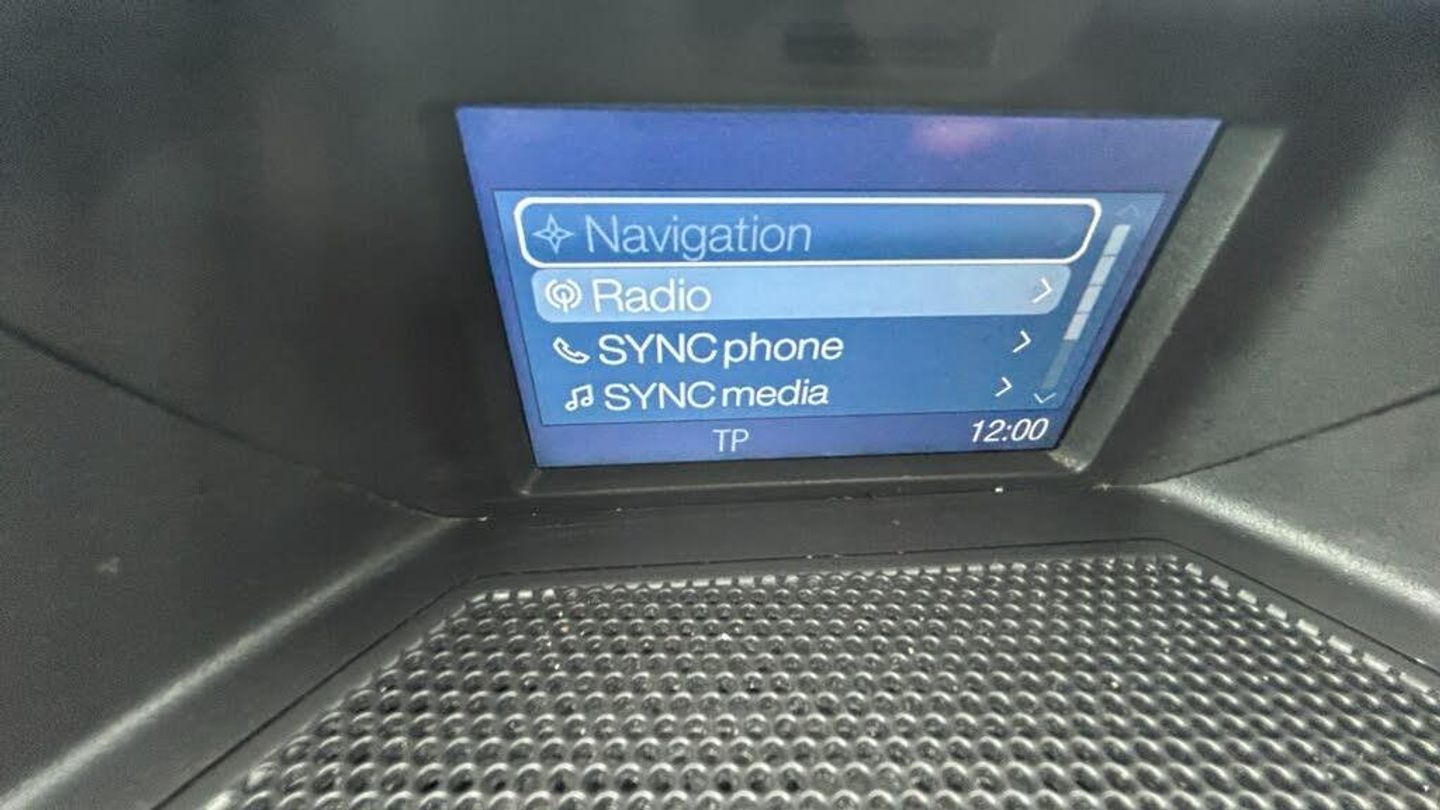 Navigation
Radio
SYNC phone
SYNC media
TP 12:00